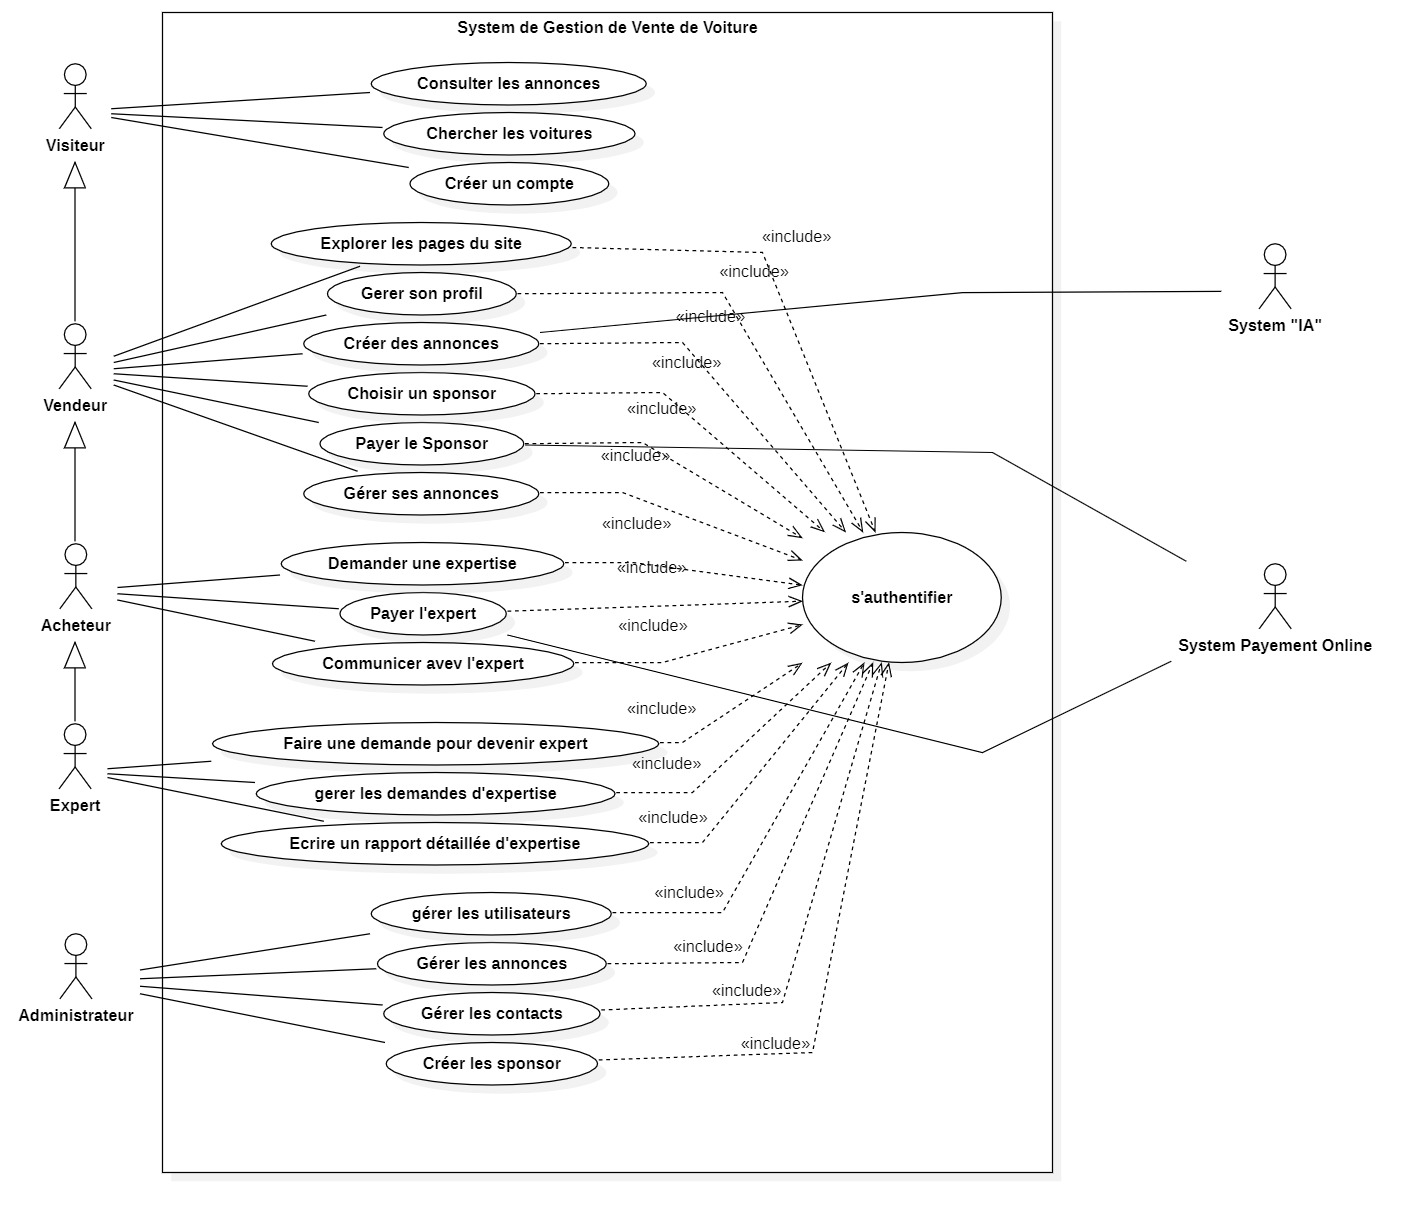 System de Gestion de Vente de Voiture
Consulter les annonces
Chercher les voitures
Visiteur
Créer un compte
«include»
Explorer les pages du site
«include»
Gerer son profil
«include»
System "IA"
Créer des annonces
«include»
Choisir un sponsor
Vendeur
«include»
Payer le Sponsor
«include»
Gérer ses annonces
«include»
Demander une expertise
«include»
s'authentifier
Payer l'expert
Acheteur
«include»
System Payement Online
Communicer avev l'expert
«include»
Faire une demande pour devenir expert
«include»
gerer les demandes d'expertise
Expert
«include»
Ecrire un rapport détaillée d'expertise
«include»
gérer les utilisateurs
«include»
Gérer les annonces
«include»
Gérer les contacts
Administrateur
«include»
Créer les sponsor